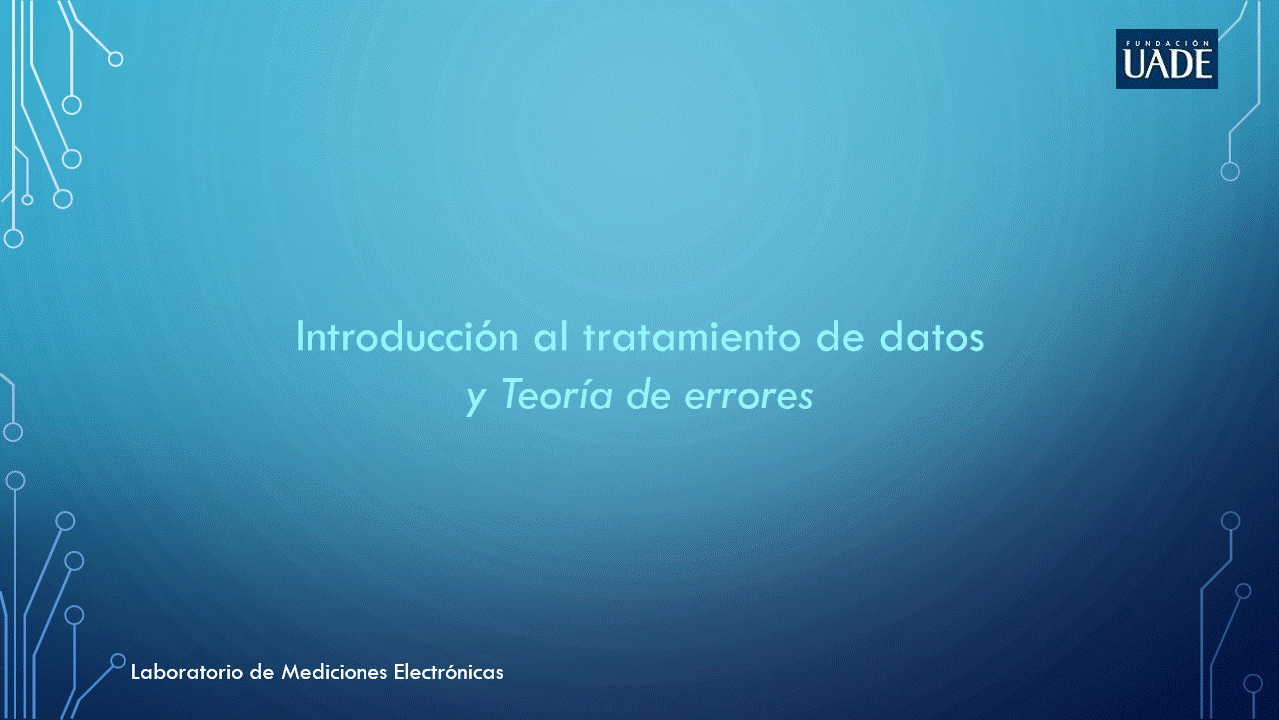 FUNDACIÓN
UADE
Introducción al tratamiento de datos
y Teoría de errores
Laboratorio de Mediciones Electrónicas